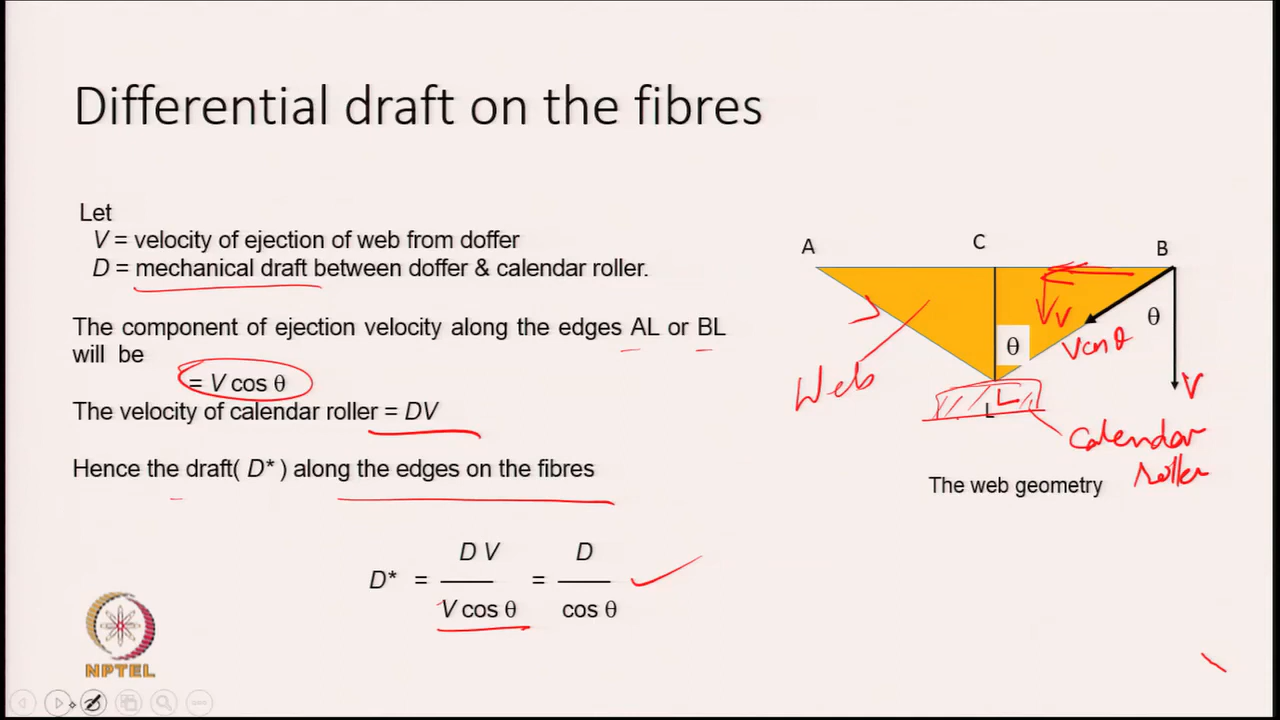 Differential draft on the fibres
Let
V = velocity of ejection of web from doffer
D = mechanical draft between doffer & calendar roller.
The component of ejection velocity along the edges AL or BL
will be
= V cos θ
The velocity of calendar roller = DV
Hence the draft( D* ) along the edges on the fibres
D* = D V / V cos θ = D / cos θ
A C B
θ
θ
V
V cos θ
V
Web
L
L
Calendar
roller
The web geometry
NPTEL